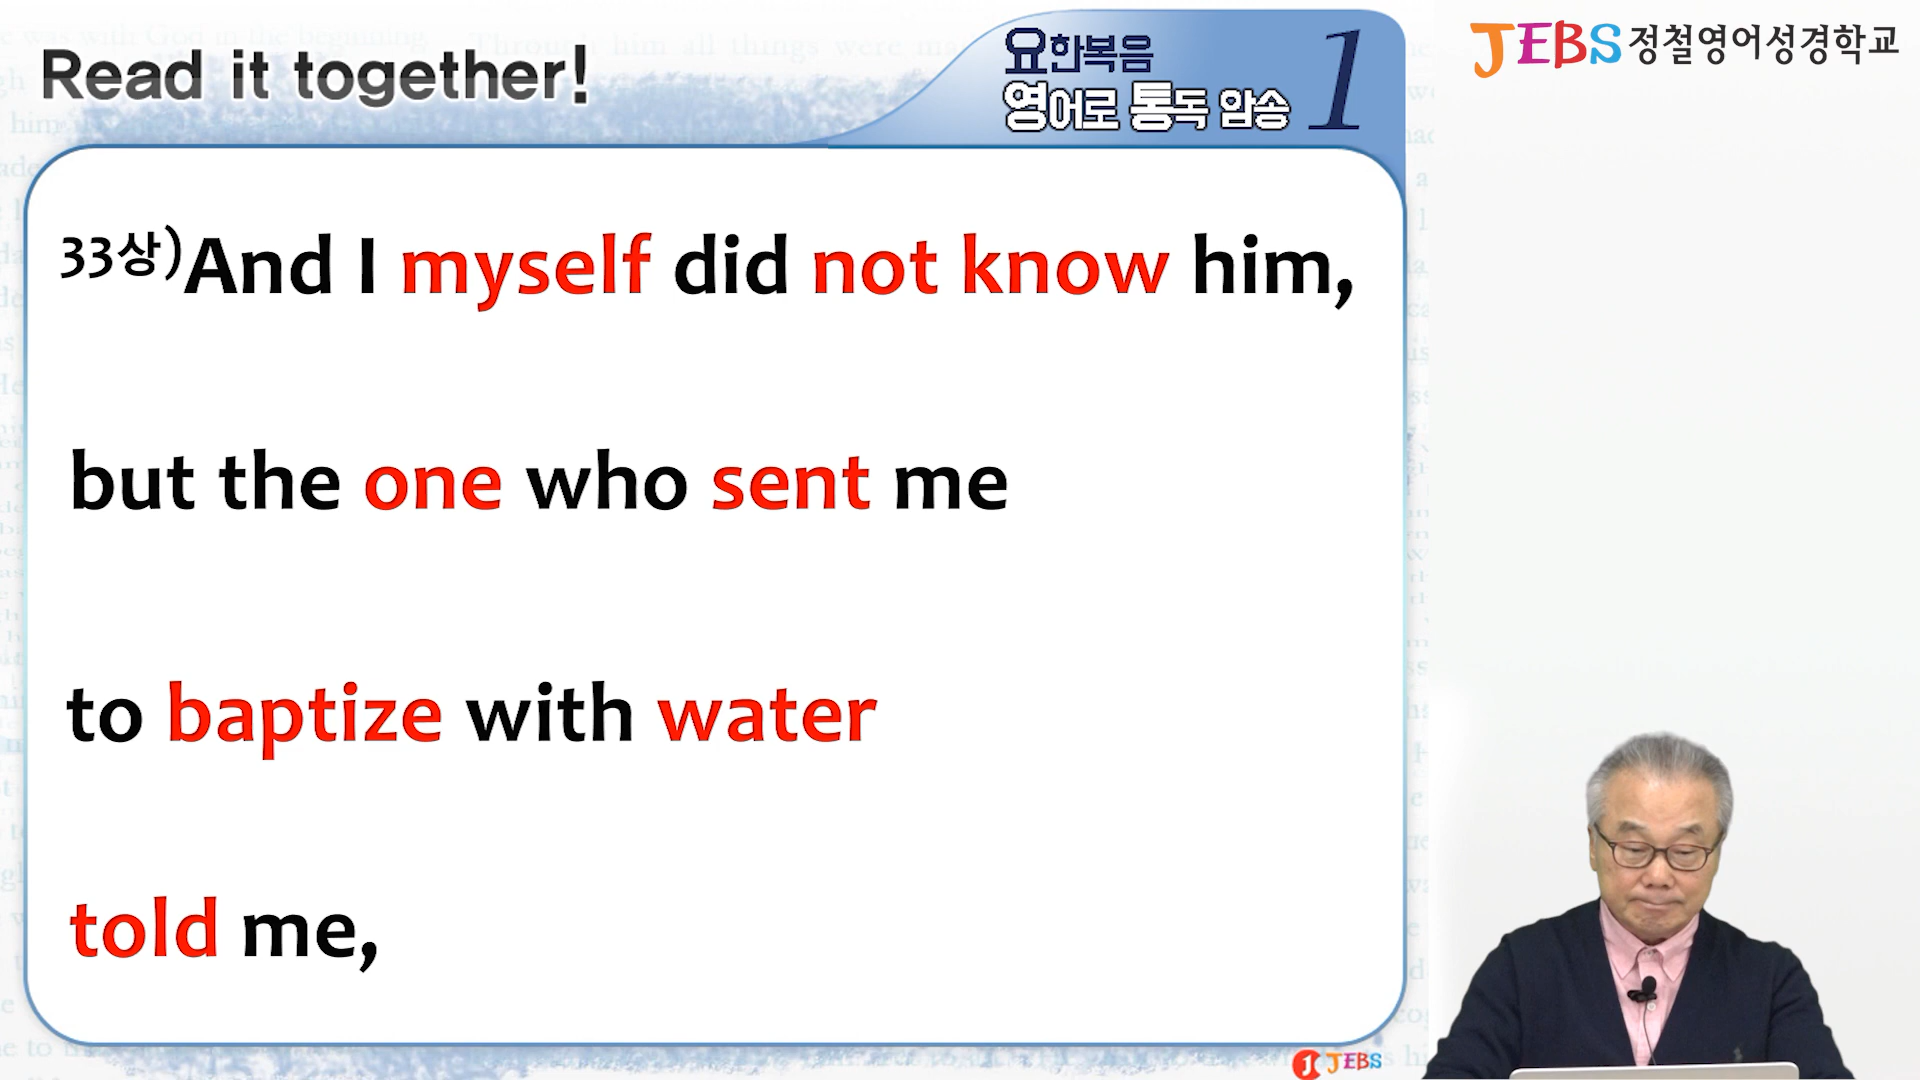 Read it together!
요한복음
영어로 통독 암송 1
JEBS 정철영어성경학교
33상)And I myself did not know him,
but the one who sent me
to baptize with water
told me,
JEBS